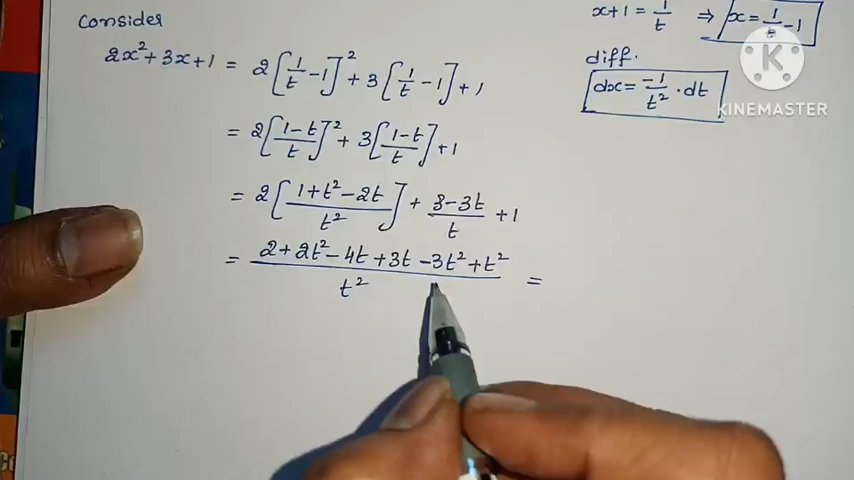 Consider
x+1 = 1/t ⇒ x = 1/t - 1
diff.
dx = -1/t² · dt
2x² + 3x + 1 = 2[1/t - 1]² + 3[1/t - 1] + 1
= 2[(1-t)/t]² + 3[(1-t)/t] + 1
= 2[(1+t²-2t)/t²] + (3-3t)/t + 1
= (2+2t²-4t+3t-3t²+t²)/t² =
K
KINEMASTER